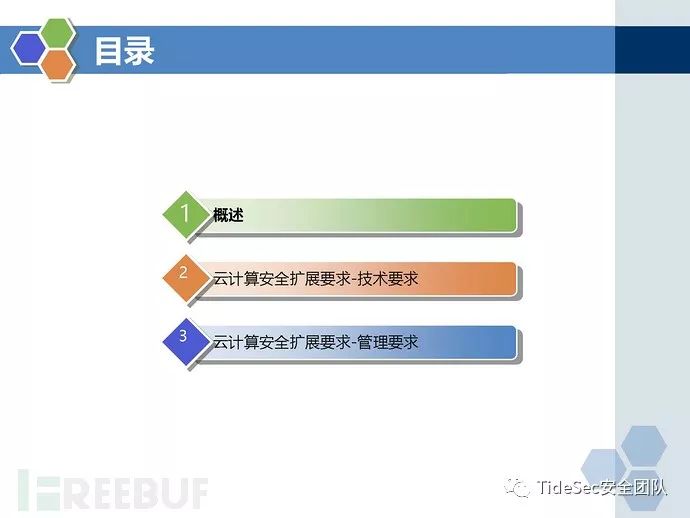 目录
1 概述
2 云计算安全扩展要求-技术要求
3 云计算安全扩展要求-管理要求
FREEBUF
TideSec安全团队